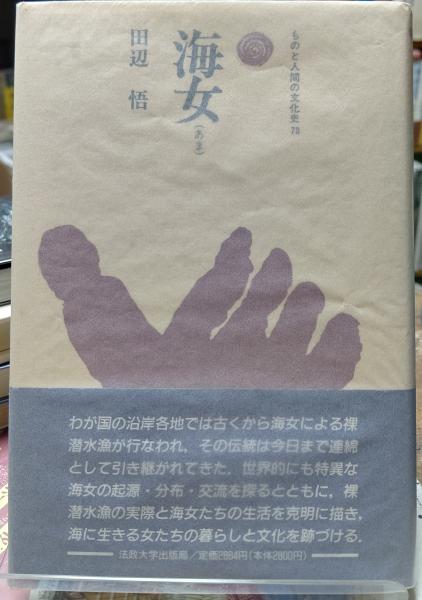 ものと人間の文化史 73
海女
(あま)
田辺 悟
わが国の沿岸各地では古くから海女による裸
潜水漁が行なわれ，その伝統は今日まで連綿
として引き継がれてきた．世界的にも特異な
海女の起源・分布・交流を探るとともに，裸
潜水漁の実際と海女たちの生活を克明に描き，
海に生きる女たちの暮らしと文化を跡づける．
法政大学出版局／定価2884円(本体2800円)